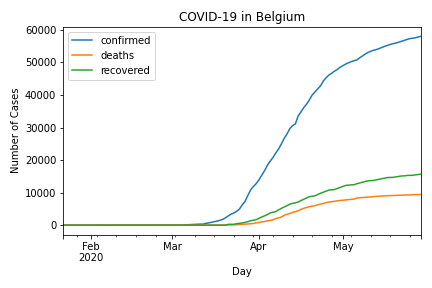 COVID-19 in Belgium
confirmed
deaths
recovered
60000
50000
40000
30000
20000
10000
0
Number of Cases
Feb
2020
Mar
Apr
May
Day